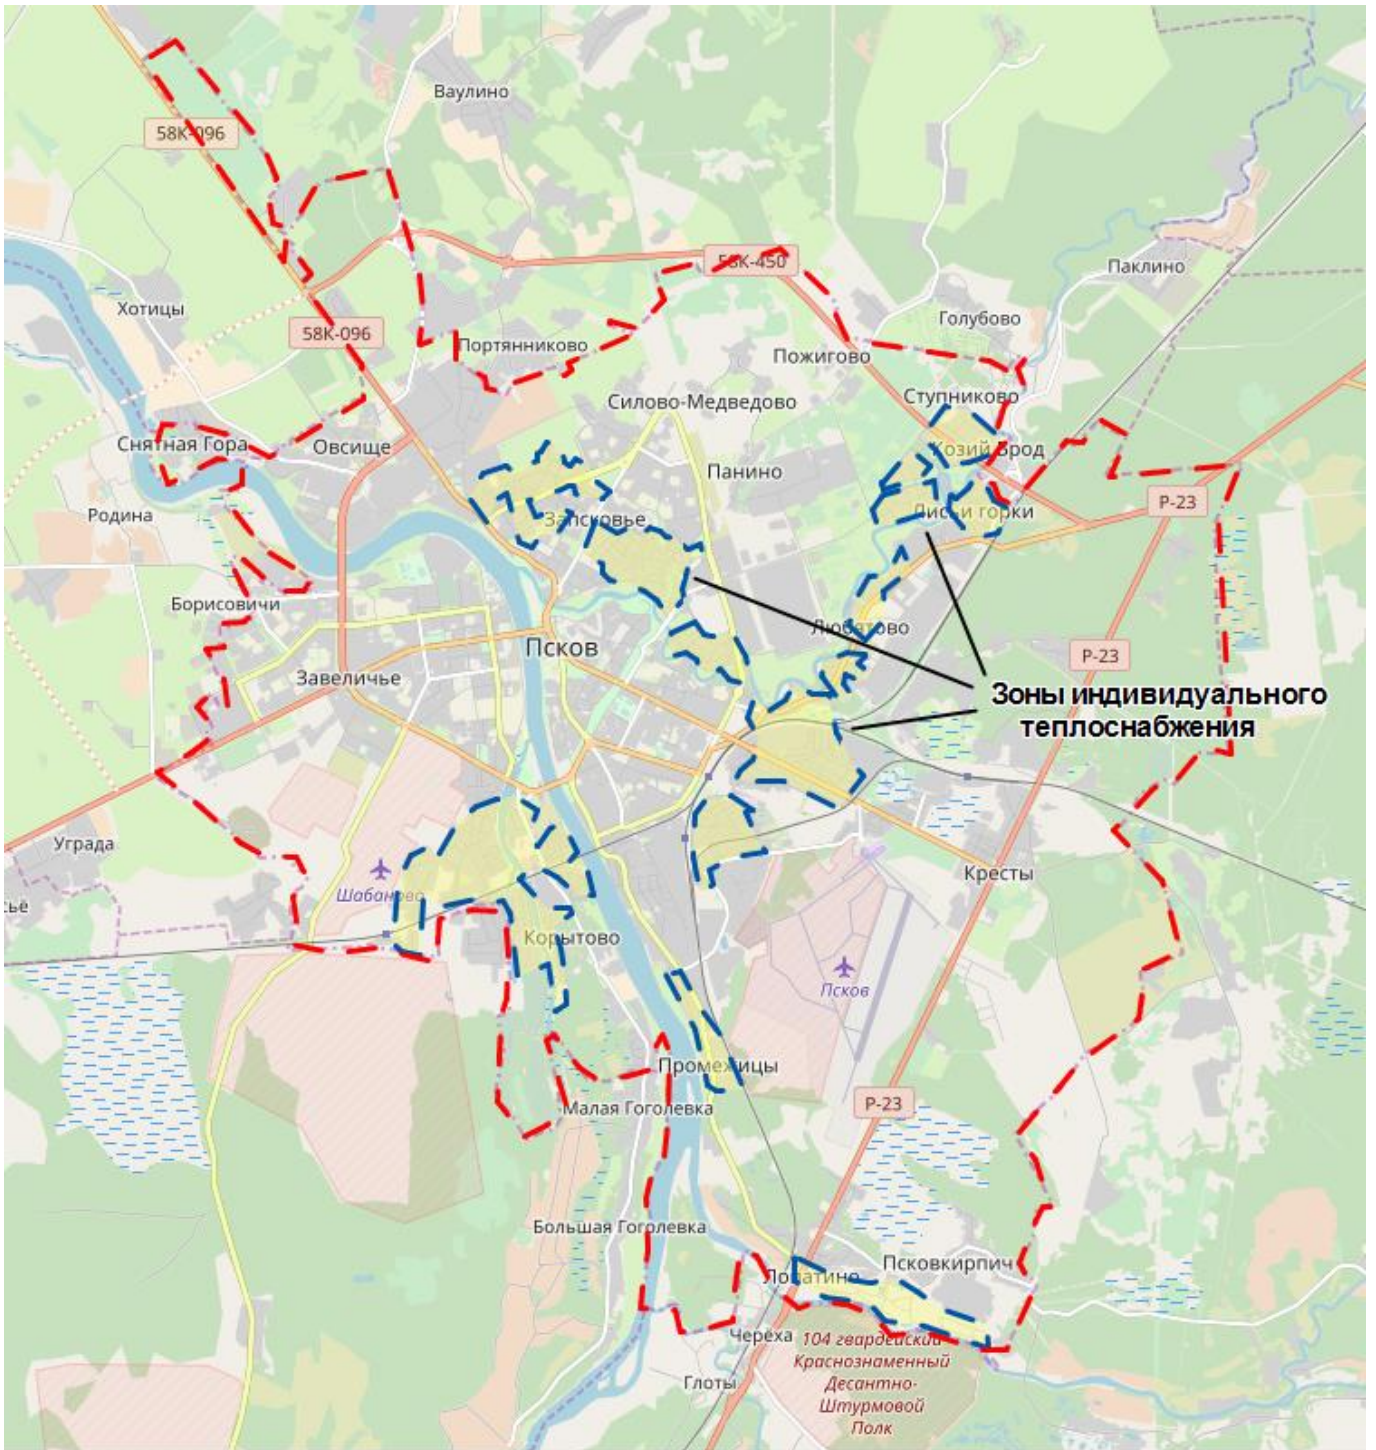 Ваулино
58К-096
58К-450
Паклино
Хотицы
Голубово
58К-096
Портянниково
Пожигово
Ступниково
Силово-Медведово
Снятная Гора
Овсище
Козий Брод
Панино
Р-23
Родина
Запсковье
Лисьи горки
Борисовичи
Любятово
Псков
Р-23
Завеличье
Зоны индивидуального
теплоснабжения
Уграда
Кресты
Шабаново
сьё
Корытово
Псков
Промежицы
Малая Гоголевка
Р-23
Большая Гоголевка
Псковкирпич
Лопатино
Черёха
104 гвардейский
Краснознаменный
Десантно-
Штурмовой
Полк
Глоты